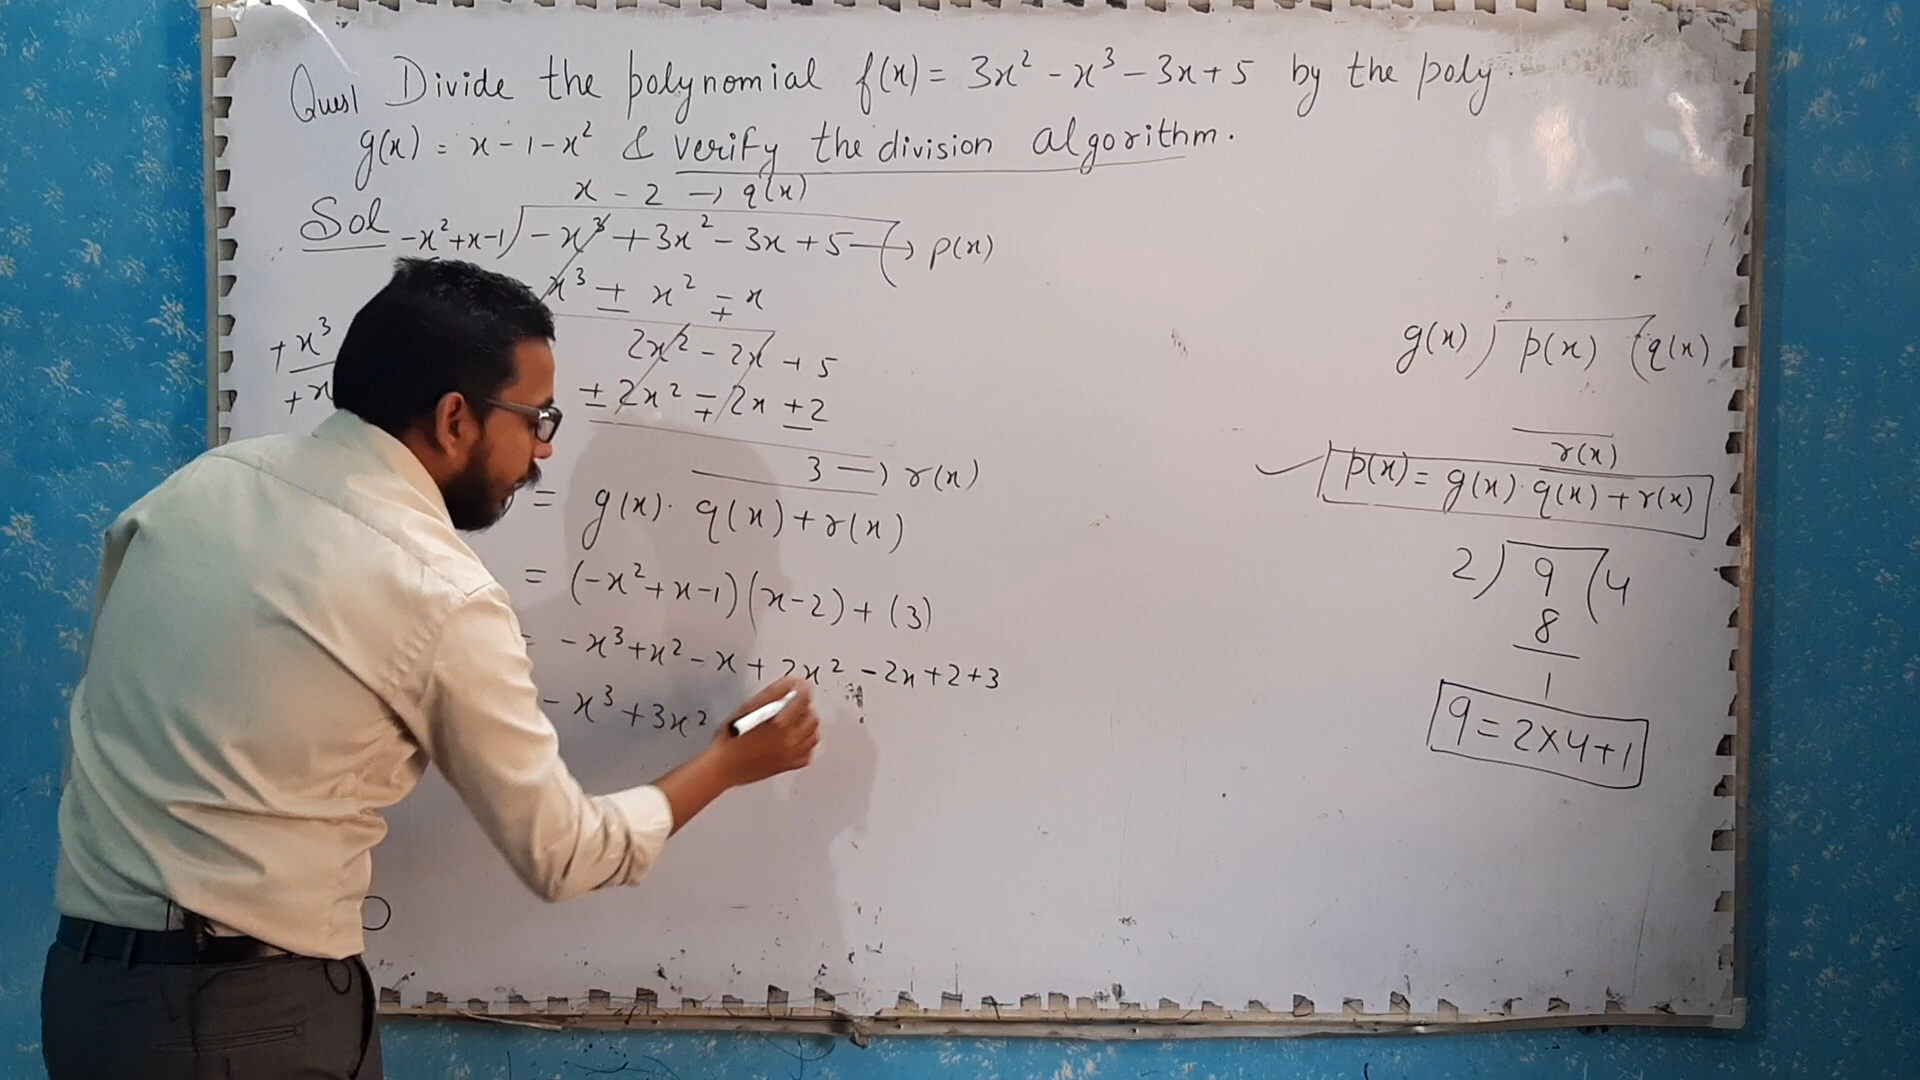 Ques1 Divide the polynomial f(x) = 3x² - x³ - 3x + 5 by the poly.
g(x) = x - 1 - x² & verify the division algorithm.
x - 2 → q(x)
Sol -x²+x-1) -x³ + 3x² - 3x + 5 → p(x)
x³ ± x² ∓ x
2x² - 2x + 5
± 2x² ∓ 2x ± 2
3 → r(x)
+x³
+x
= g(x). q(x) + r(x)
= (-x²+x-1)(x-2) + (3)
= -x³+x² - x + 2x² - 2x + 2 + 3
- x³ + 3x²
g(x) ) p(x) ( q(x)
r(x)
p(x) = g(x). q(x) + r(x)
2) 9 (4
8
1
9 = 2×4+1